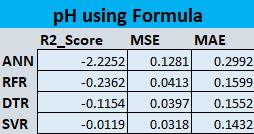 pH using Formula
R2_Score MSE MAE
ANN -2.2252 0.1281 0.2992
RFR -0.2362 0.0413 0.1599
DTR -0.1154 0.0397 0.1552
SVR -0.0119 0.0318 0.1432